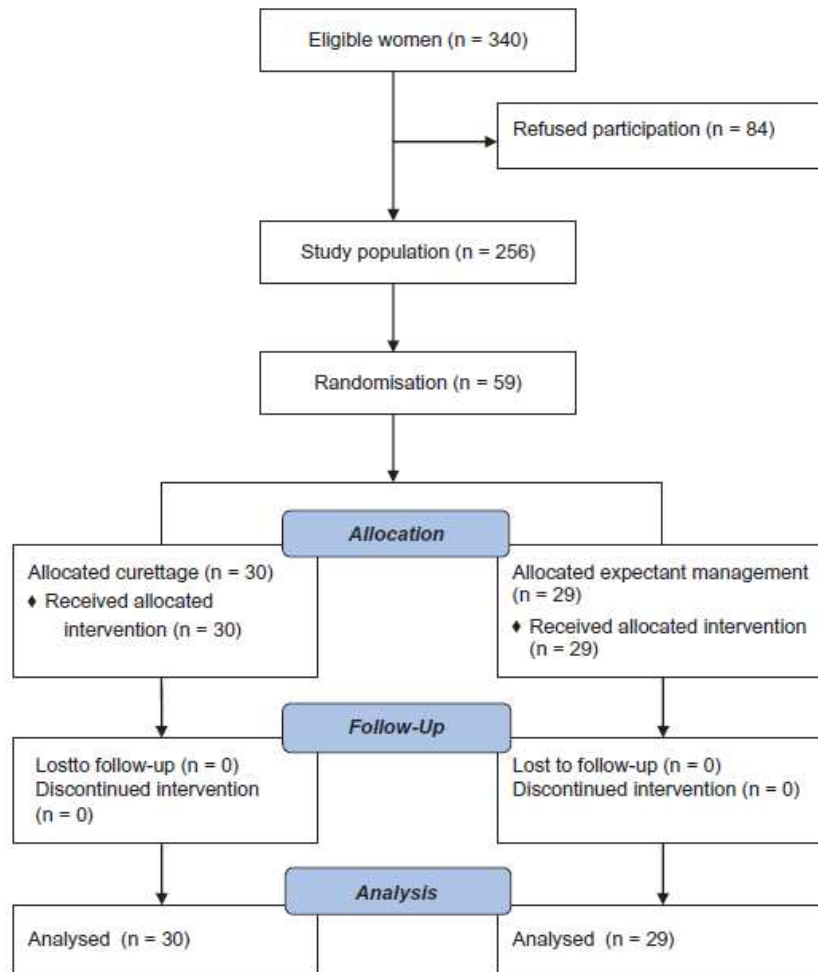 Eligible women (n = 340)
Refused participation (n = 84)
Study population (n = 256)
Randomisation (n = 59)
Allocation
Allocated curettage (n = 30)
♦ Received allocated
intervention (n = 30)
Allocated expectant management
(n = 29)
♦ Received allocated intervention
(n = 29)
Follow-Up
Lostto follow-up (n = 0)
Discontinued intervention
(n = 0)
Lost to follow-up (n = 0)
Discontinued intervention (n = 0)
Analysis
Analysed (n = 30)
Analysed (n = 29)